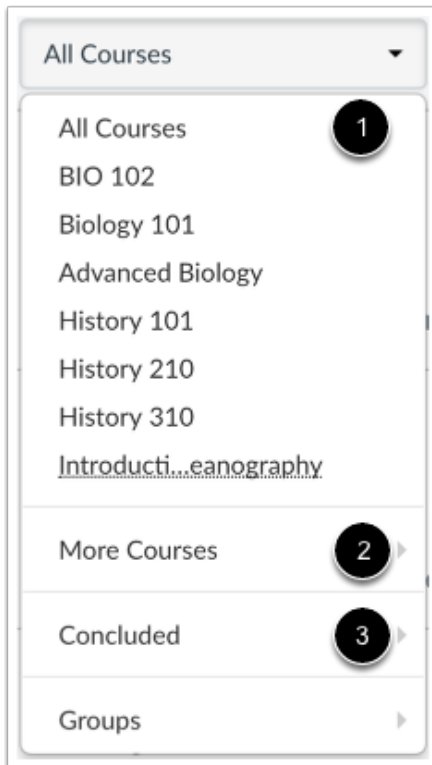 All Courses
All Courses 1
BIO 102
Biology 101
Advanced Biology
History 101
History 210
History 310
Introducti...eanography
More Courses 2
Concluded 3
Groups